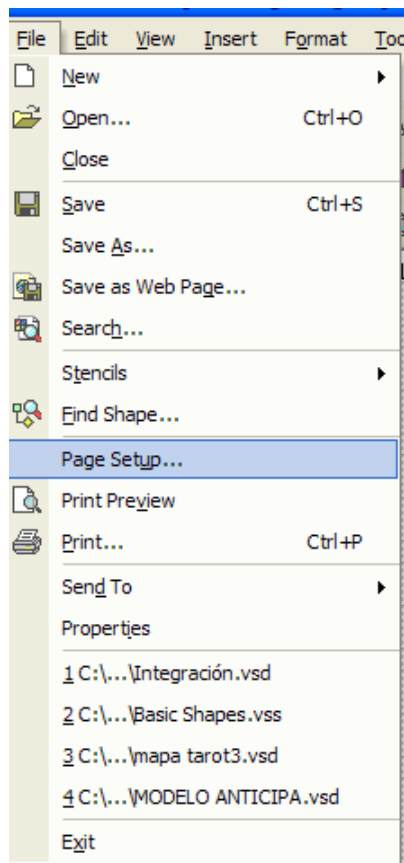 File Edit View Insert Format Too
New
Open... Ctrl+O
Close
Save Ctrl+S
Save As...
Save as Web Page...
Search...
Stencils
Find Shape...
Page Setup...
Print Preview
Print... Ctrl+P
Send To
Properties
1 C:\...\Integración.vsd
2 C:\...\Basic Shapes.vss
3 C:\...\mapa tarot3.vsd
4 C:\...\MODELO ANTICIPA.vsd
Exit